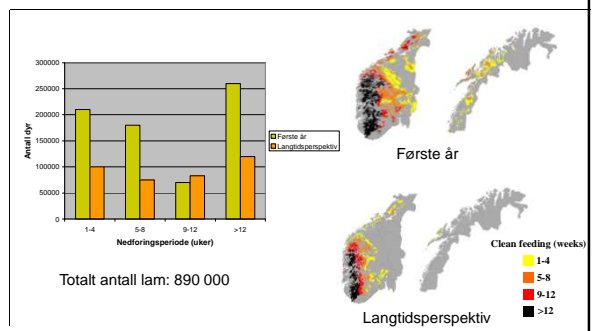 300000
250000
200000
150000
100000
50000
0
Antall dyr
1-4
5-8
9-12
>12
Nedforingsperiode (uker)
Første år
Langtidsperspektiv
Totalt antall lam: 890 000
Første år
Clean feeding (weeks)
1-4
5-8
9-12
>12
Langtidsperspektiv